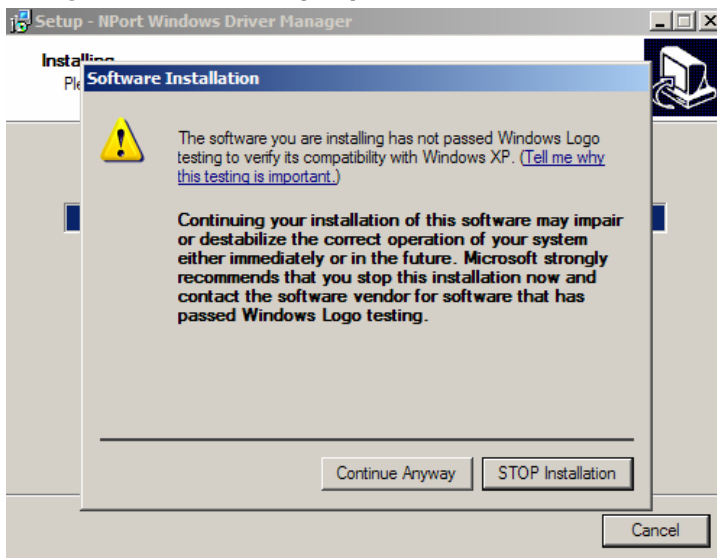 Setup - NPort Windows Driver Manager
Installing
Software Installation
The software you are installing has not passed Windows Logo
testing to verify its compatibility with Windows XP. (Tell me why
this testing is important.)
Continuing your installation of this software may impair
or destabilize the correct operation of your system
either immediately or in the future. Microsoft strongly
recommends that you stop this installation now and
contact the software vendor for software that has
passed Windows Logo testing.
Continue Anyway
STOP Installation
Cancel